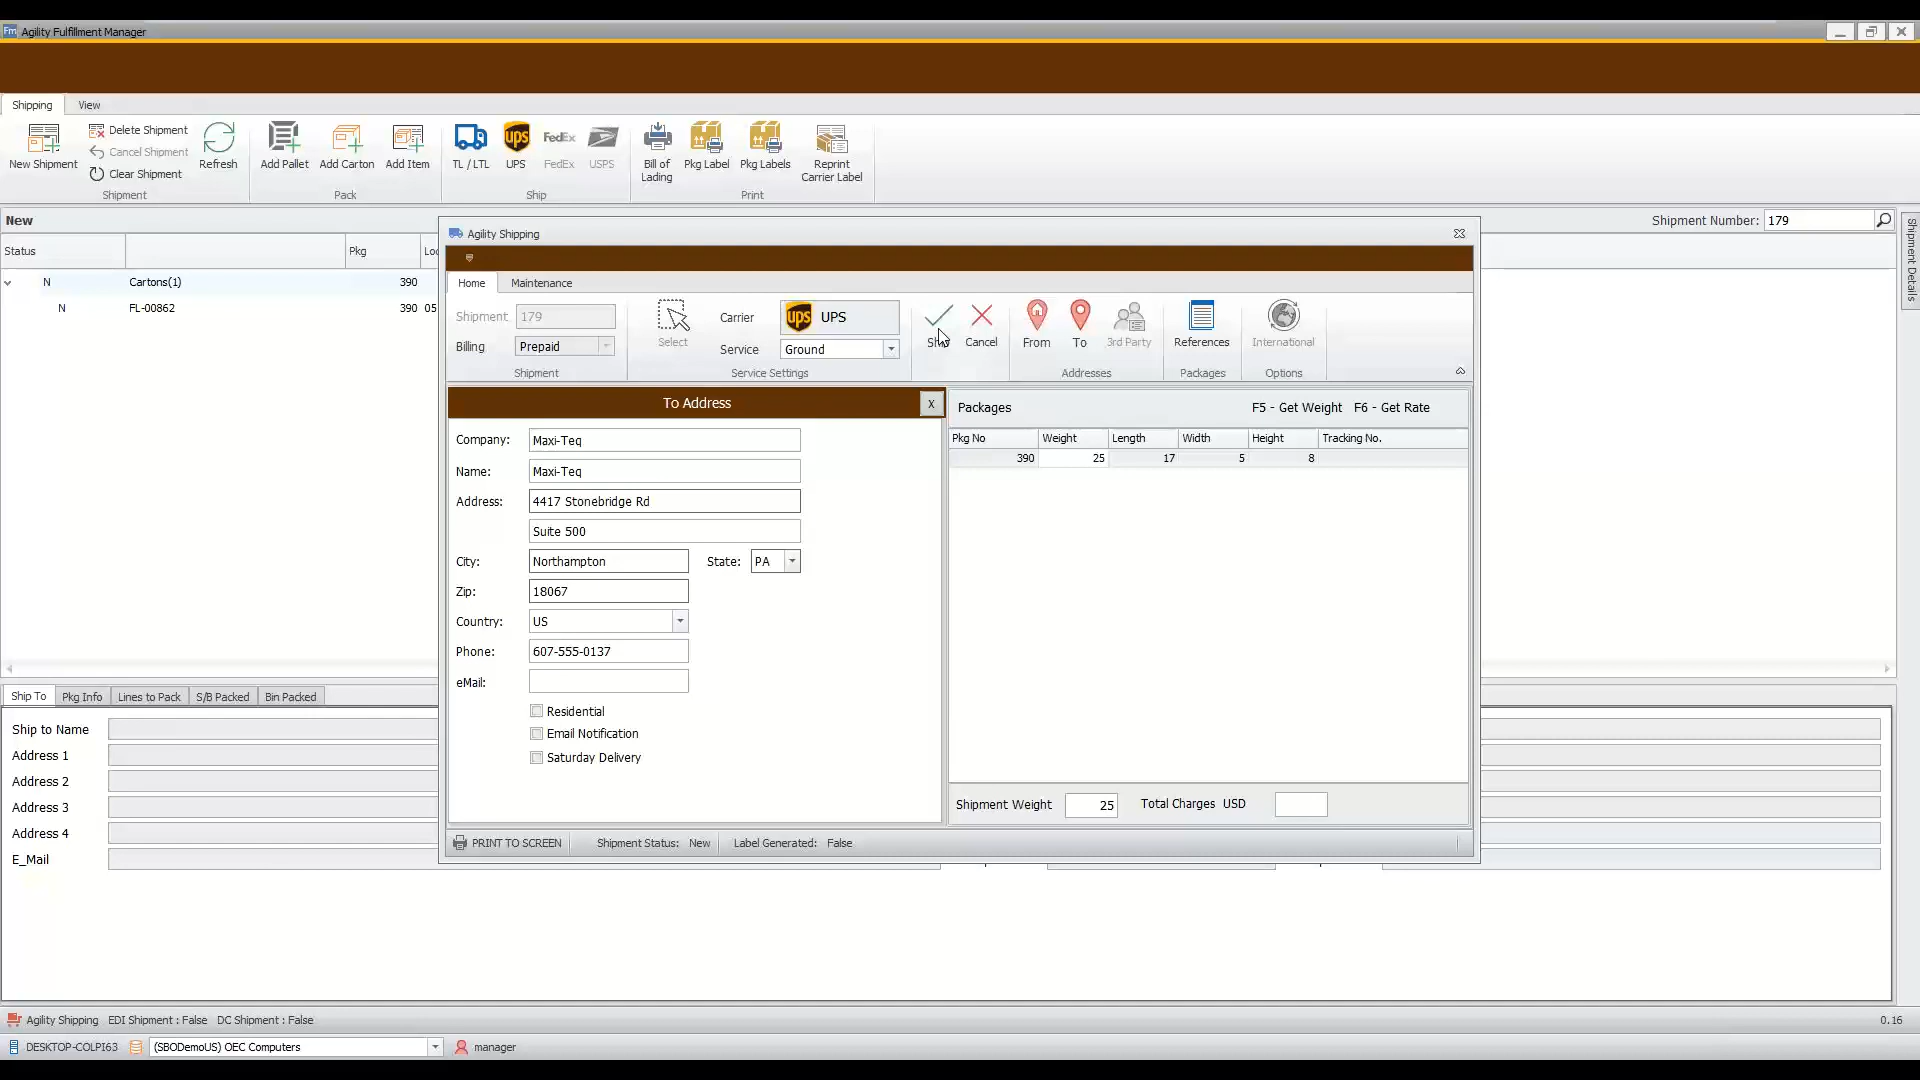 Fm Agility Fulfillment Manager
Shipping View
New Shipment
Delete Shipment
Cancel Shipment
Clear Shipment
Refresh
Shipment
Add Pallet Add Carton Add Item
Pack
TL / LTL
ups UPS
FedEx FedEx
USPS
Ship
Bill of Lading
Pkg Label
Pkg Labels
Reprint Carrier Label
Print
New
Shipment Number: 179
Shipment Details
Status Pkg
N Cartons(1) 390
N FL-00862 390 05
Agility Shipping
Home Maintenance
Shipment 179
Billing Prepaid
Shipment
Select
Carrier ups UPS
Service Ground
Service Settings
Cancel
From To 3rd Party
Addresses
References
Packages
International
Options
To Address X
Company: Maxi-Teq
Name: Maxi-Teq
Address: 4417 Stonebridge Rd
Suite 500
City: Northampton State: PA
Zip: 18067
Country: US
Phone: 607-555-0137
eMail:
Residential
Email Notification
Saturday Delivery
Packages F5 - Get Weight F6 - Get Rate
Pkg No Weight Length Width Height Tracking No.
390 25 17 5 8
Shipment Weight 25 Total Charges USD
PRINT TO SCREEN Shipment Status: New Label Generated: False
Ship To Pkg Info Lines to Pack S/B Packed Bin Packed
Ship to Name
Address 1
Address 2
Address 3
Address 4
E_Mail
Agility Shipping EDI Shipment : False DC Shipment : False 0.16
DESKTOP-COLPI63 (SBODemoUS) OEC Computers manager